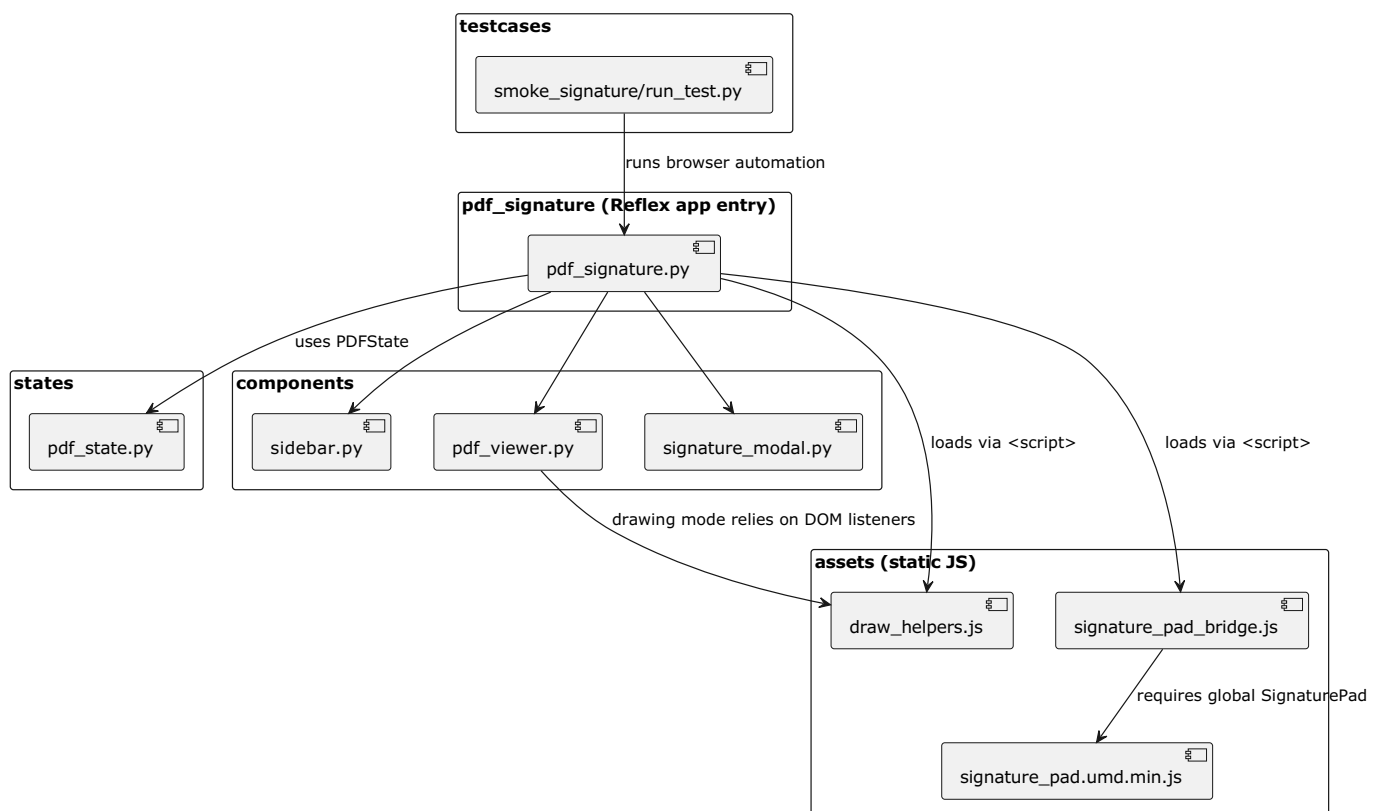 testcases
smoke_signature/run_test.py
runs browser automation
pdf_signature (Reflex app entry)
pdf_signature.py
uses PDFState
states
pdf_state.py
components
sidebar.py
pdf_viewer.py
signature_modal.py
loads via <script>
loads via <script>
drawing mode relies on DOM listeners
assets (static JS)
draw_helpers.js
signature_pad_bridge.js
requires global SignaturePad
signature_pad.umd.min.js